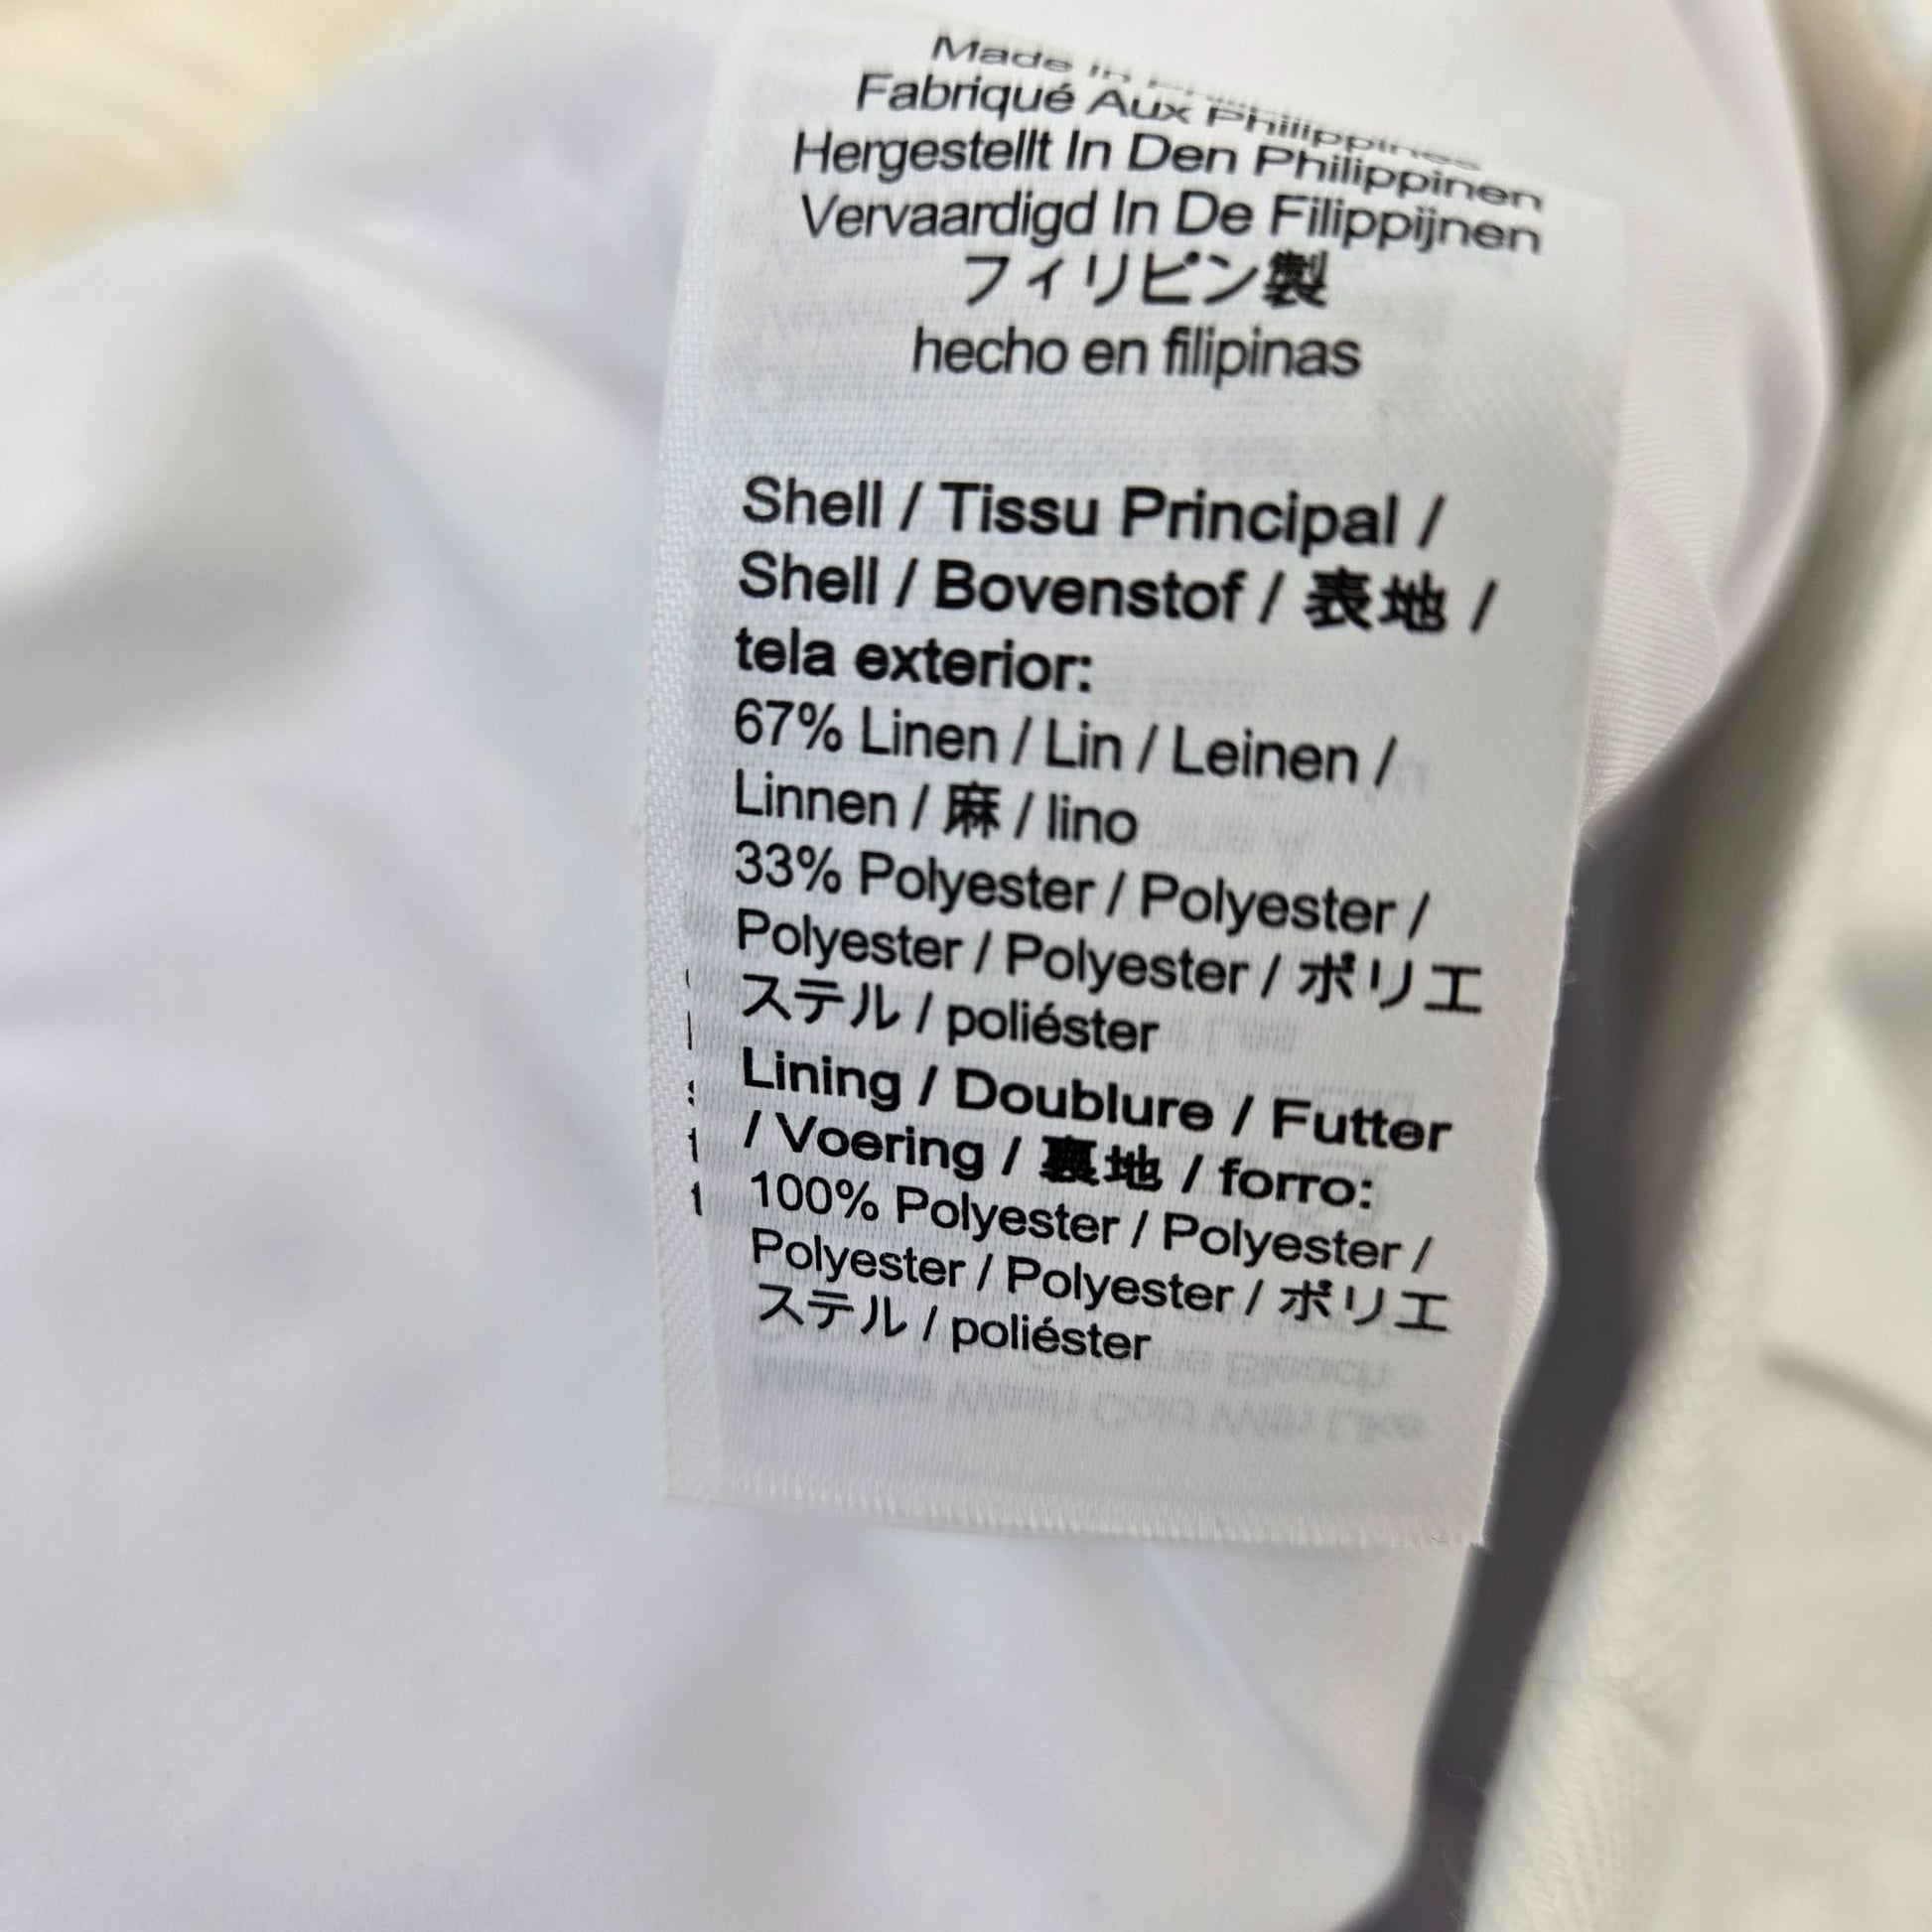 Made In Philippines
Fabriqué Aux Philippines
Hergestellt In Den Philippinen
Vervaardigd In De Filippijnen
フィリピン製
hecho en filipinas
Shell / Tissu Principal /
Shell / Bovenstof / 表地 /
tela exterior:
67% Linen / Lin / Leinen /
Linnen / 麻 / lino
33% Polyester / Polyester /
Polyester / Polyester / ポリエ
ステル / poliéster
Lining / Doublure / Futter
/ Voering / 裏地 / forro:
100% Polyester / Polyester /
Polyester / Polyester / ポリエ
ステル / poliéster